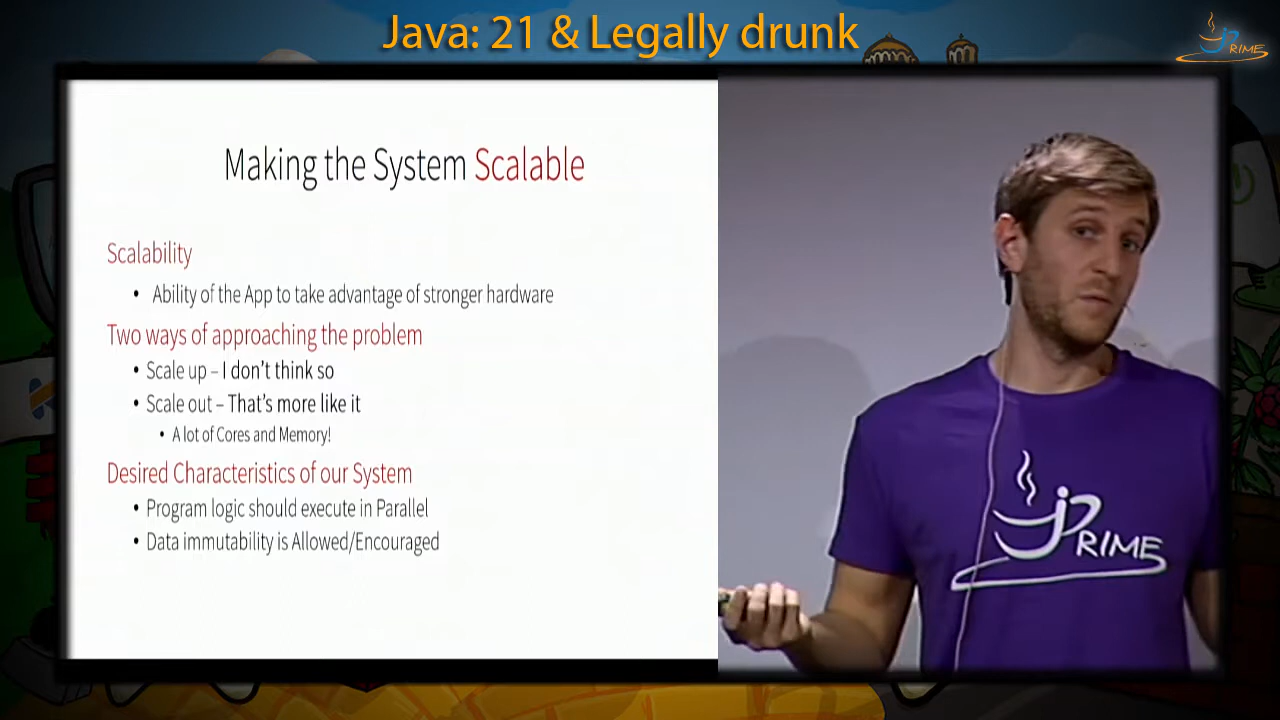 Java: 21 & Legally drunk
JPRIME
Making the System Scalable
Scalability
• Ability of the App to take advantage of stronger hardware
Two ways of approaching the problem
• Scale up – I don't think so
• Scale out – That's more like it
• A lot of Cores and Memory!
Desired Characteristics of our System
• Program logic should execute in Parallel
• Data immutability is Allowed/Encouraged
JPRIME